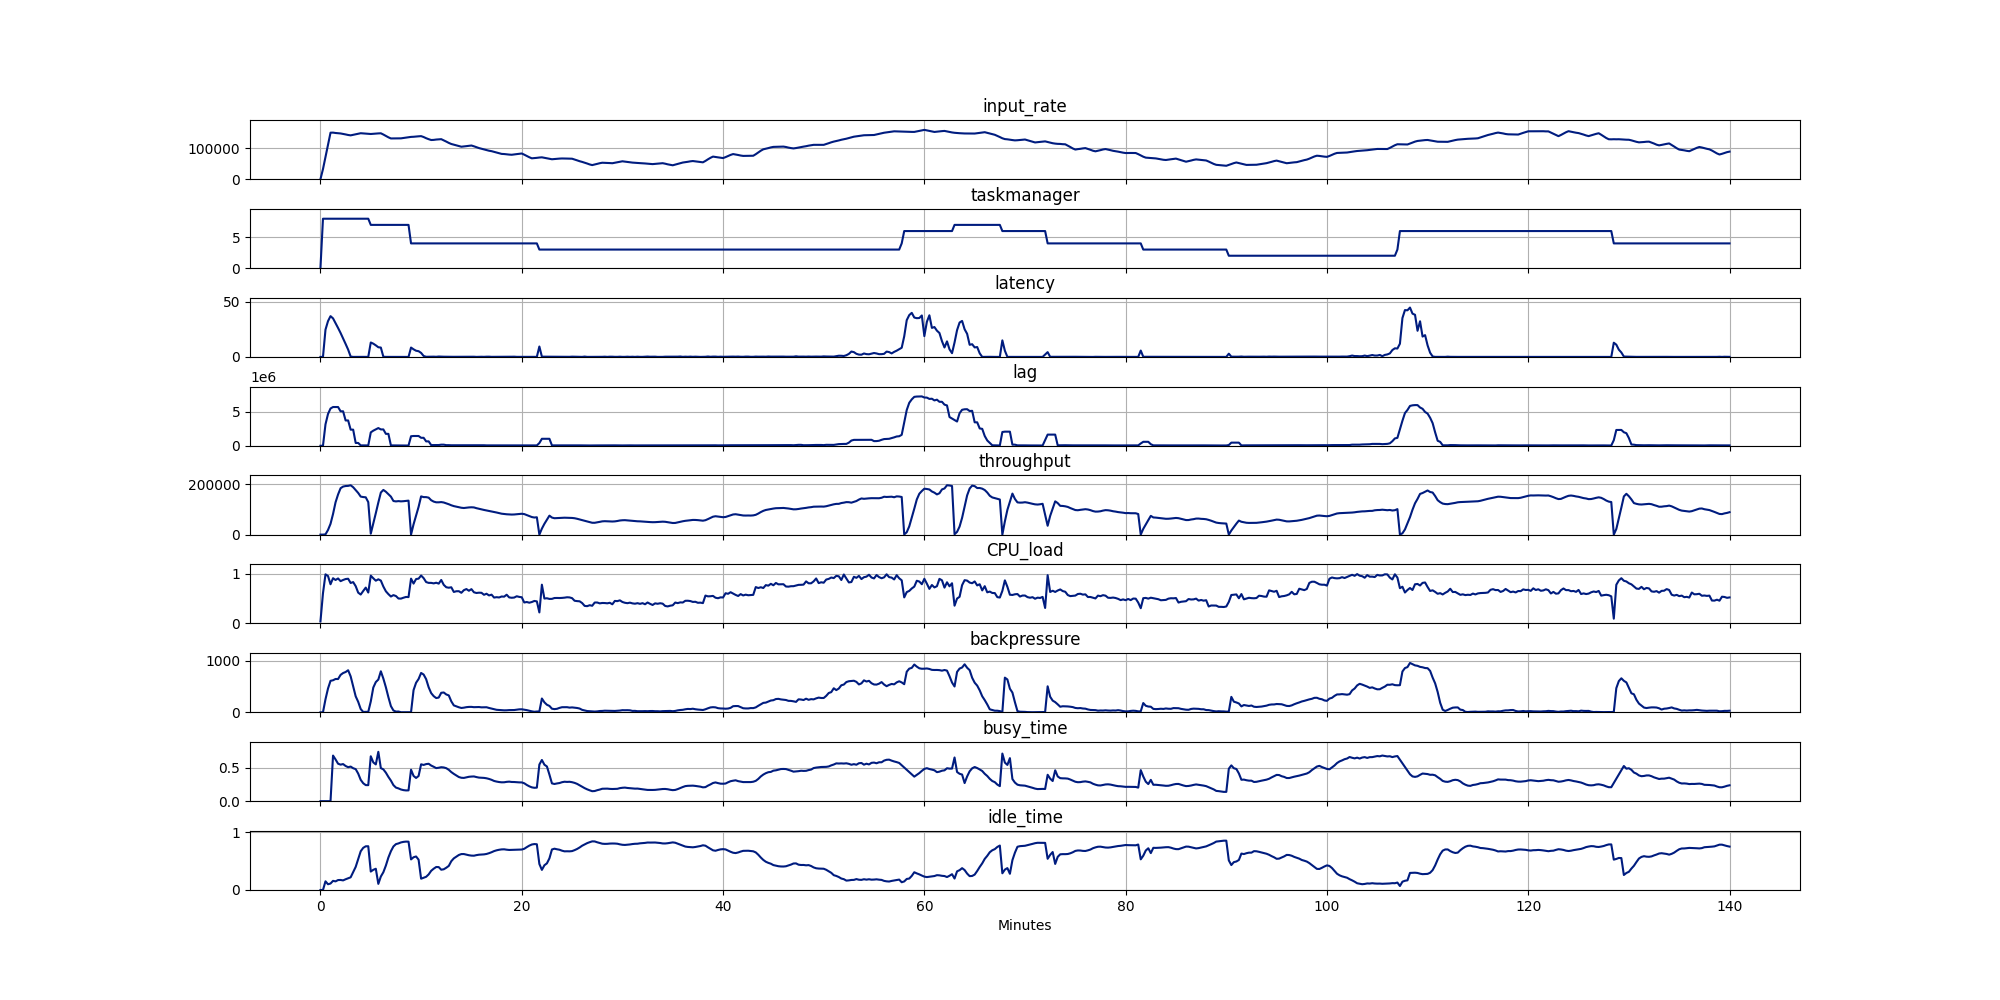 input_rate
100000
0
taskmanager
5
0
latency
50
0
1e6
lag
5
0
throughput
200000
0
CPU_load
1
0
backpressure
1000
0
busy_time
0.5
0.0
idle_time
1
0
0 20 40 60 80 100 120 140
Minutes